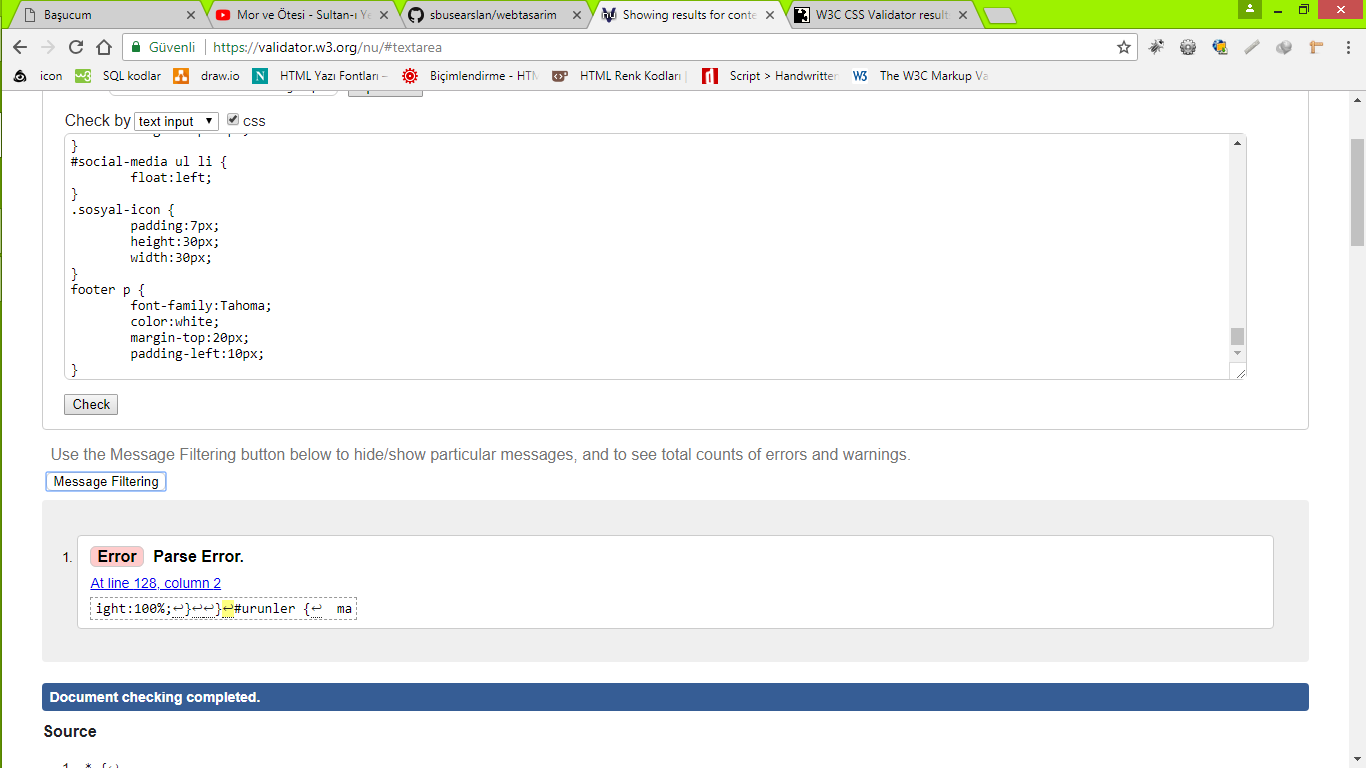 Başucum
Mor ve Ötesi - Sultan-ı Ye
sbusearslan/webtasarim
Showing results for conte
W3C CSS Validator result
Güvenli
https://validator.w3.org/nu/#textarea
icon
SQL kodlar
draw.io
HTML Yazı Fontları –
Biçimlendirme - HTM
HTML Renk Kodları |
Script > Handwritten
The W3C Markup Va
Check by text input css
}
#social-media ul li {
float:left;
}
.sosyal-icon {
padding:7px;
height:30px;
width:30px;
}
footer p {
font-family:Tahoma;
color:white;
margin-top:20px;
padding-left:10px;
}
Check
Use the Message Filtering button below to hide/show particular messages, and to see total counts of errors and warnings.
Message Filtering
1. Error Parse Error.
At line 128, column 2
ight:100%;↩}↩↩}↩#urunler {↩ ma
Document checking completed.
Source
1. * {↩